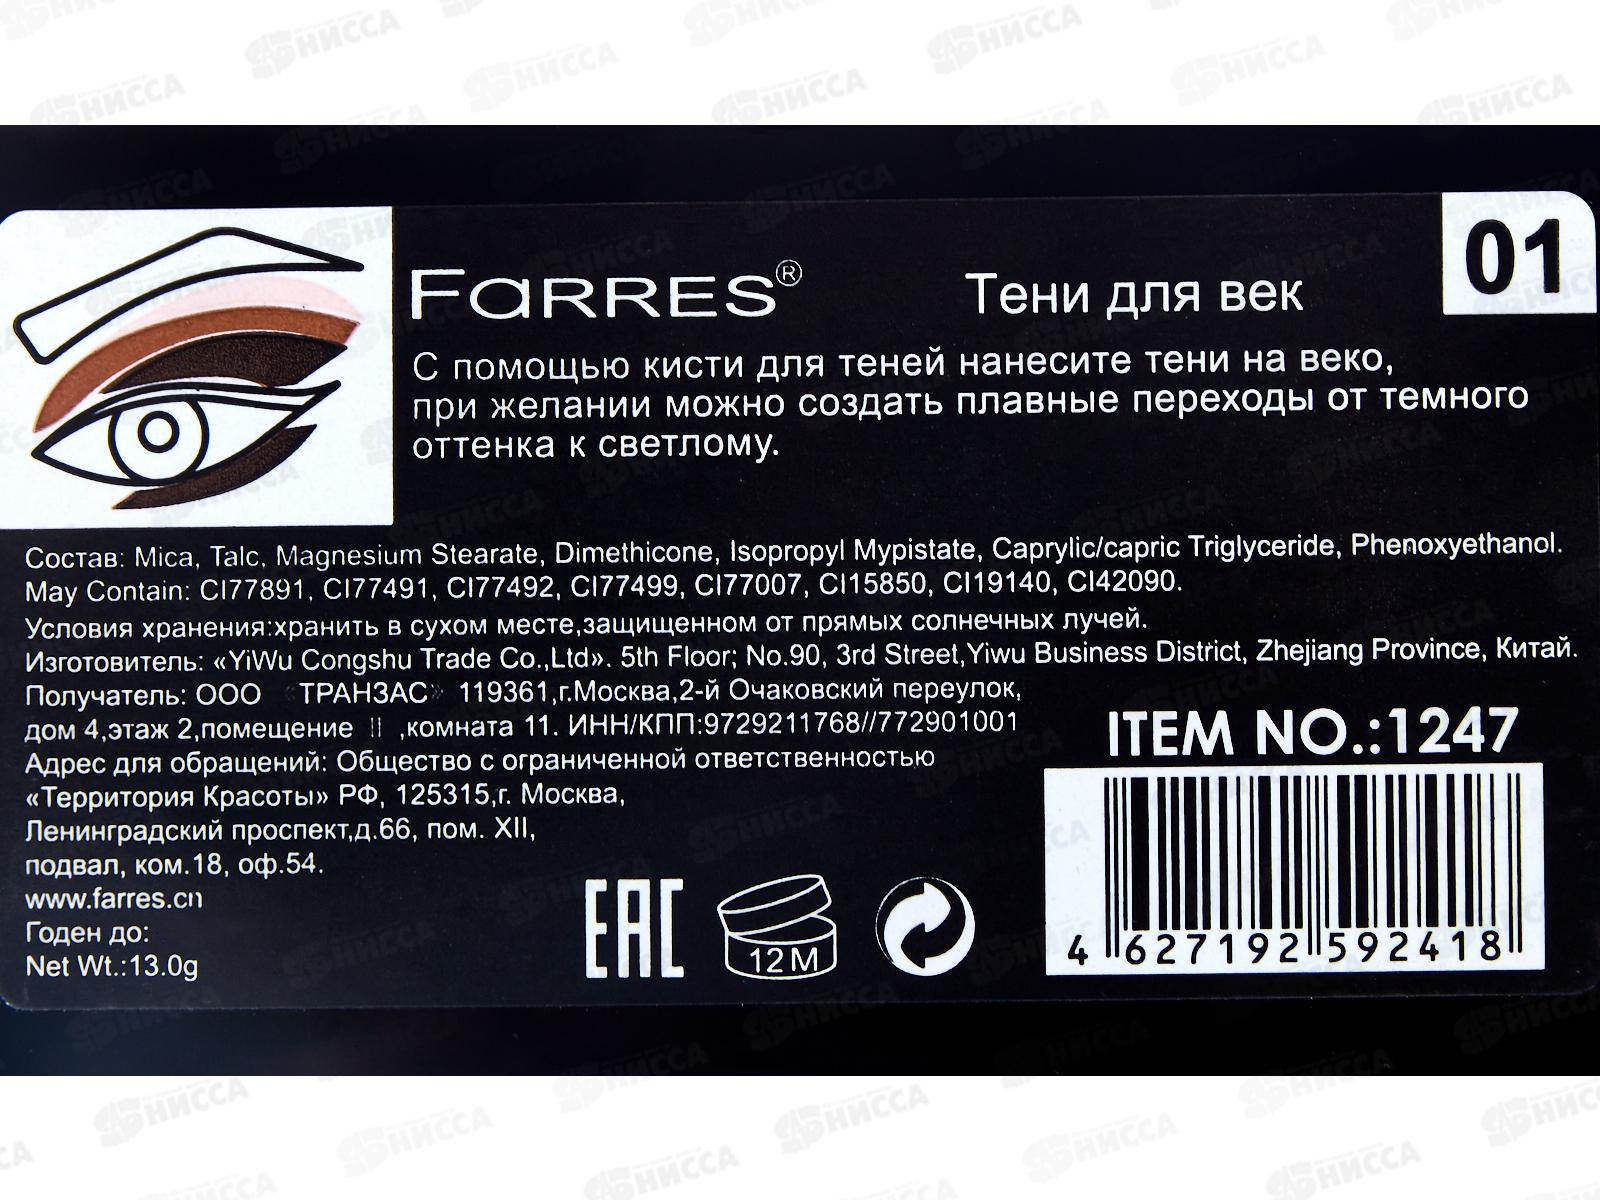 01
FARRES®
Тени для век
С помощью кисти для теней нанесите тени на веко,
при желании можно создать плавные переходы от темного
оттенка к светлому.
Состав: Mica, Talc, Magnesium Stearate, Dimethicone, Isopropyl Mypistate, Caprylic/capric Triglyceride, Phenoxyethanol.
May Contain: CI77891, CI77491, CI77492, CI77499, CI77007, CI15850, CI19140, CI42090.
Условия хранения:хранить в сухом месте,защищенном от прямых солнечных лучей.
Изготовитель: «YiWu Congshu Trade Co.,Ltd». 5th Floor; No.90, 3rd Street,Yiwu Business District, Zhejiang Province, Китай.
Получатель: ООО «ТРАНЗАС» 119361,г.Москва,2-й Очаковский переулок,
дом 4,этаж 2,помещение II ,комната 11. ИНН/КПП:9729211768//772901001
Адрес для обращений: Общество с ограниченной ответственностью
«Территория Красоты» РФ, 125315,г. Москва,
Ленинградский проспект,д.66, пом. XII,
подвал, ком.18, оф.54.
www.farres.cn
Годен до:
Net Wt.:13.0g
EAC
12M
ITEM NO.:1247
4 627192 592418